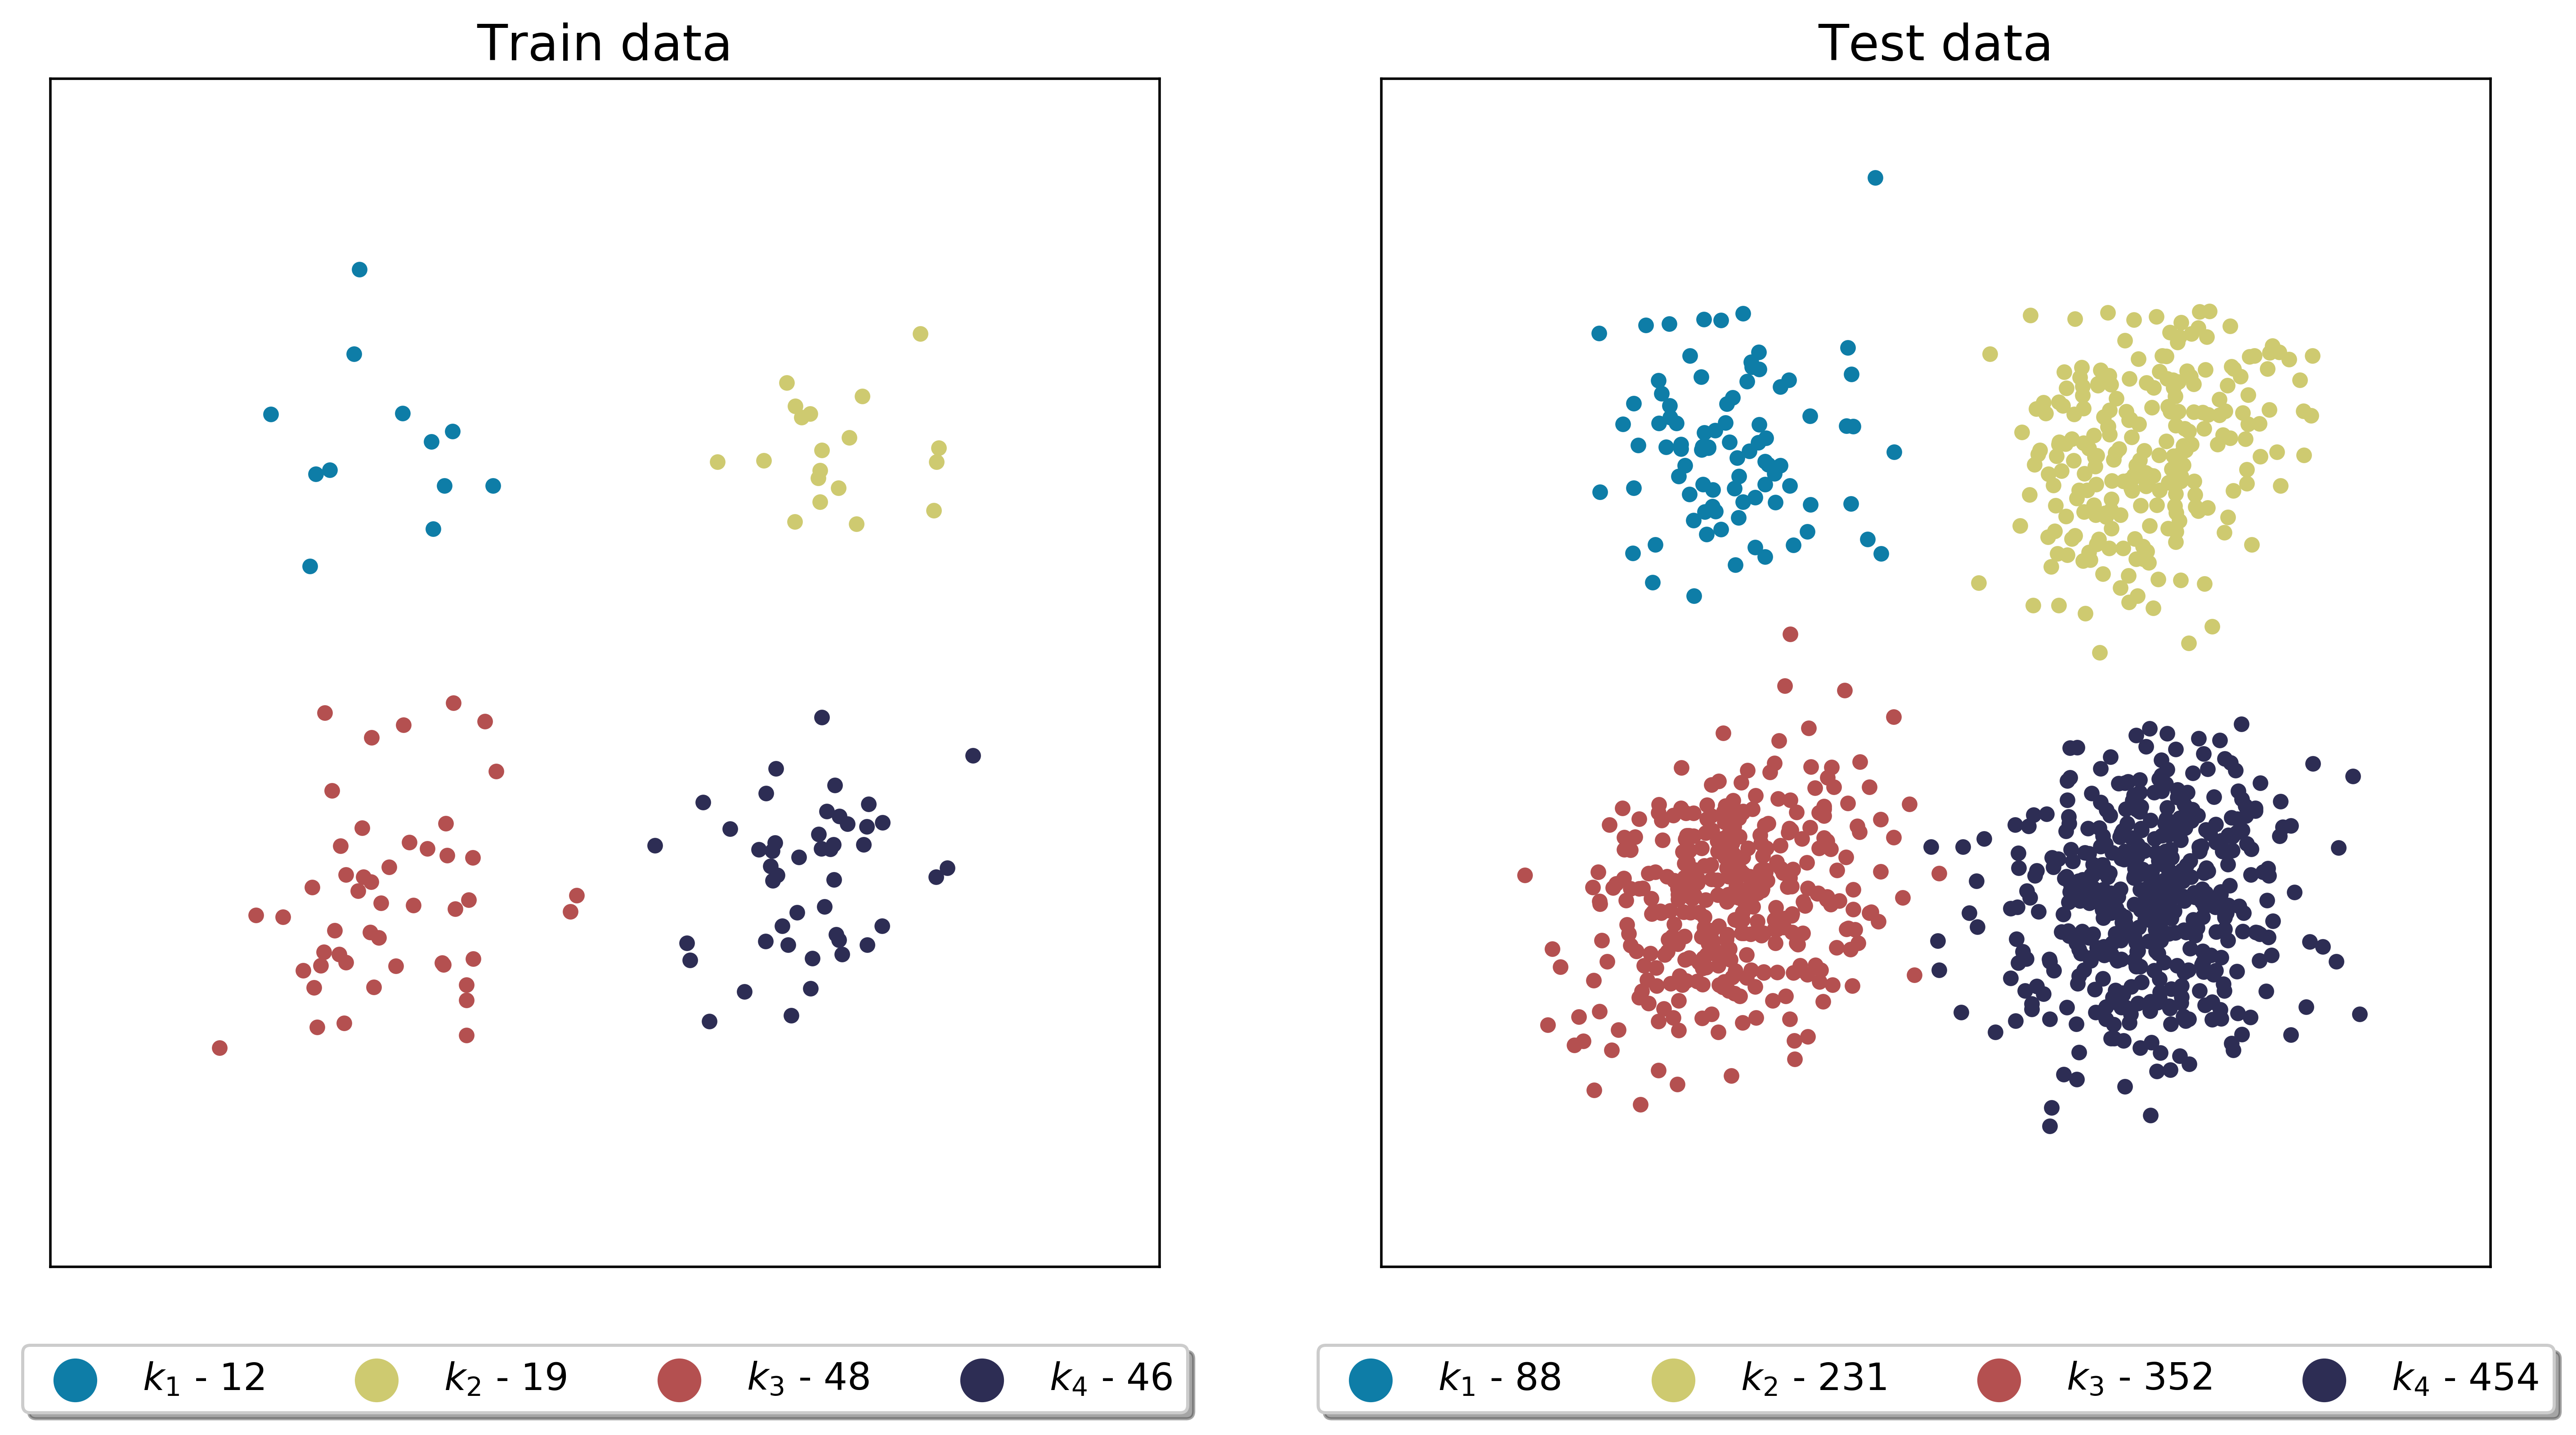 Train data
Test data
k₁ - 12 k₂ - 19 k₃ - 48 k₄ - 46
k₁ - 88 k₂ - 231 k₃ - 352 k₄ - 454